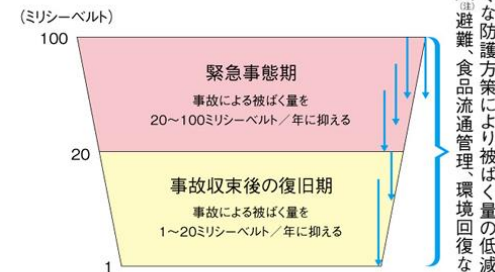 (ミリシーベルト)
100
緊急事態期
事故による被ばく量を
20〜100ミリシーベルト/年に抑える
20
事故収束後の復旧期
事故による被ばく量を
1〜20ミリシーベルト/年に抑える
1
な防護方策により被ばく量の低減
(注)
避難、食品流通管理、環境回復な